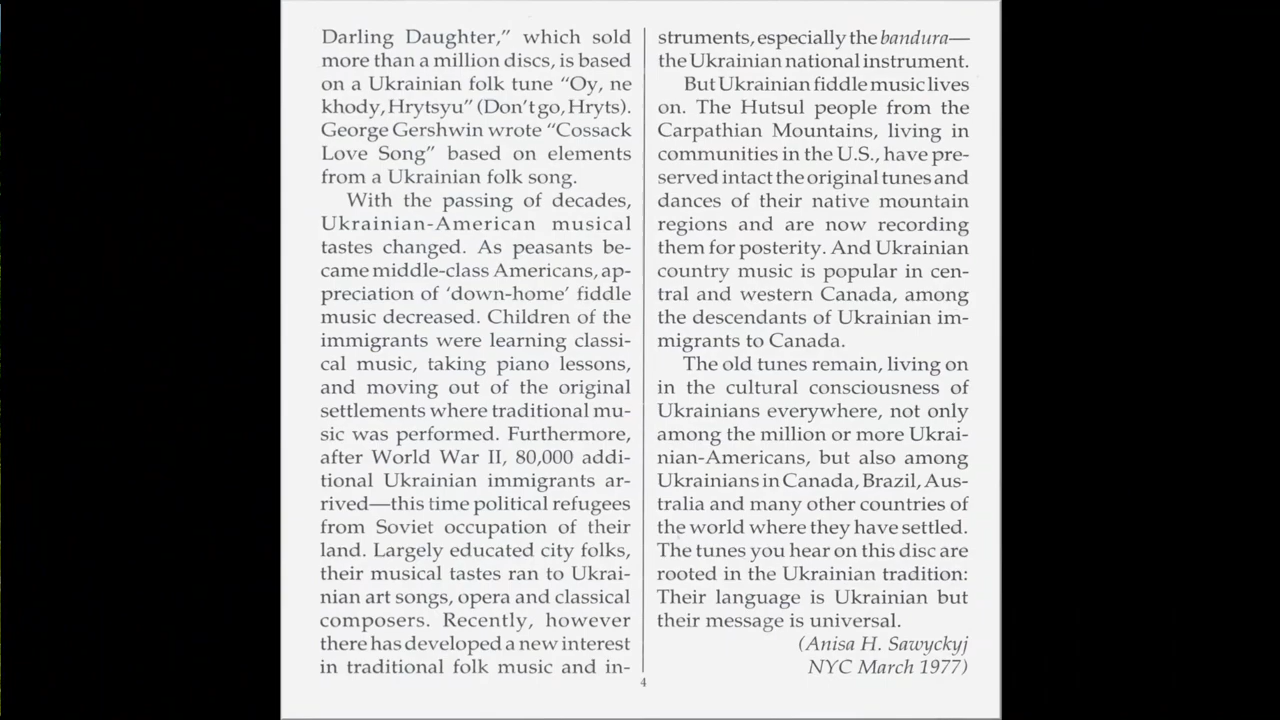 Darling Daughter,” which sold
more than a million discs, is based
on a Ukrainian folk tune “Oy, ne
khody, Hrytsyu” (Don’t go, Hryts).
George Gershwin wrote “Cossack
Love Song” based on elements
from a Ukrainian folk song.
With the passing of decades,
Ukrainian-American musical
tastes changed. As peasants be-
came middle-class Americans, ap-
preciation of ‘down-home’ fiddle
music decreased. Children of the
immigrants were learning classi-
cal music, taking piano lessons,
and moving out of the original
settlements where traditional mu-
sic was performed. Furthermore,
after World War II, 80,000 addi-
tional Ukrainian immigrants ar-
rived—this time political refugees
from Soviet occupation of their
land. Largely educated city folks,
their musical tastes ran to Ukrai-
nian art songs, opera and classical
composers. Recently, however
there has developed a new interest
in traditional folk music and in-
struments, especially the bandura—
the Ukrainian national instrument.
But Ukrainian fiddle music lives
on. The Hutsul people from the
Carpathian Mountains, living in
communities in the U.S., have pre-
served intact the original tunes and
dances of their native mountain
regions and are now recording
them for posterity. And Ukrainian
country music is popular in cen-
tral and western Canada, among
the descendants of Ukrainian im-
migrants to Canada.
The old tunes remain, living on
in the cultural consciousness of
Ukrainians everywhere, not only
among the million or more Ukrai-
nian-Americans, but also among
Ukrainians in Canada, Brazil, Aus-
tralia and many other countries of
the world where they have settled.
The tunes you hear on this disc are
rooted in the Ukrainian tradition:
Their language is Ukrainian but
their message is universal.
(Anisa H. Sawyckyj
NYC March 1977)
4